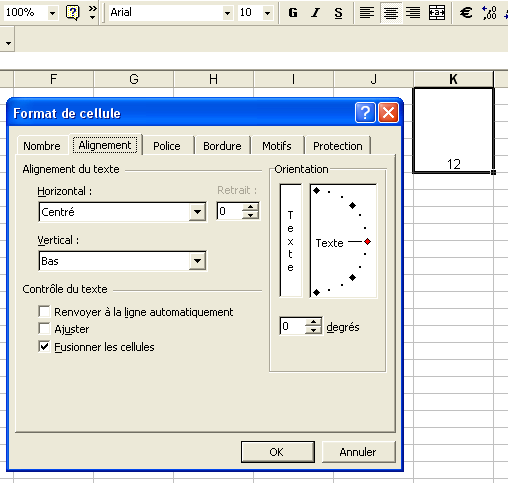 100% Arial 10 G I S € ,00
F G H I J K
12
Format de cellule
Nombre Alignement Police Bordure Motifs Protection
Alignement du texte
Horizontal : Retrait :
Centré 0
Vertical :
Bas
Contrôle du texte
Renvoyer à la ligne automatiquement
Ajuster
Fusionner les cellules
Orientation
T
e
x
t
e
Texte
0 degrés
OK Annuler